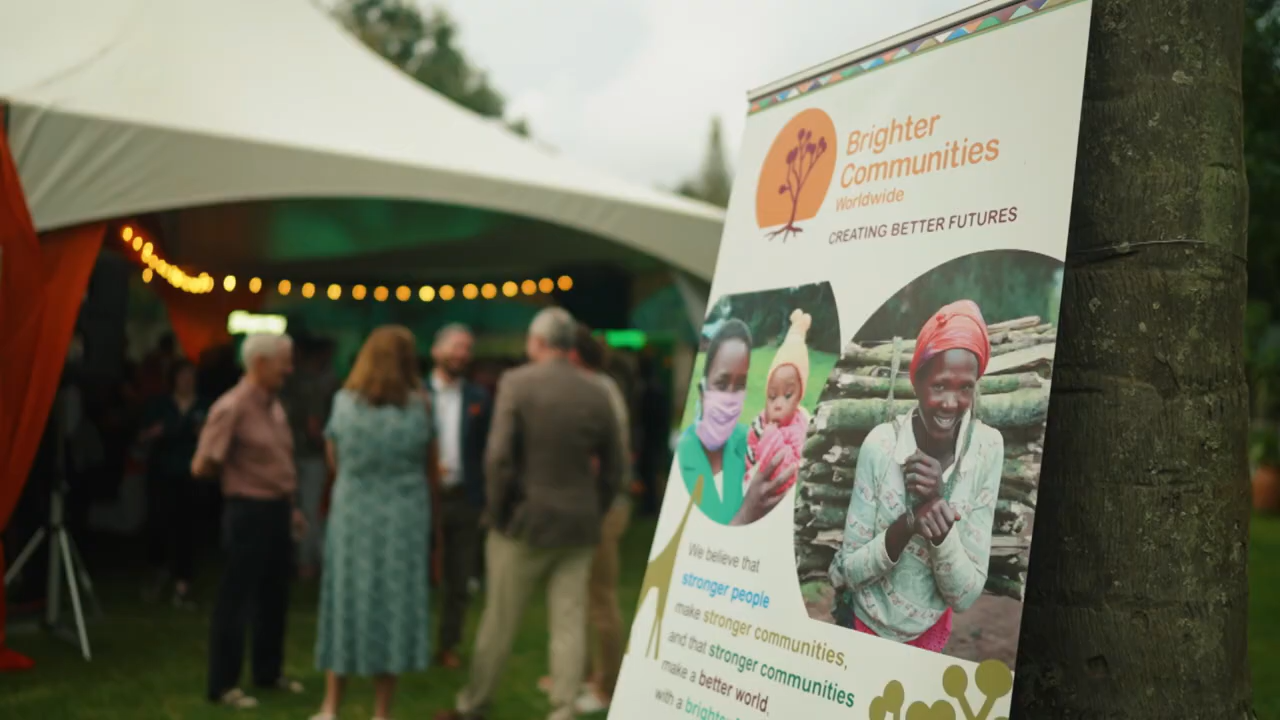 Brighter
Communities
Worldwide
CREATING BETTER FUTURES
We believe that
stronger people
make stronger communities,
and that stronger communities
make a better world,
with a